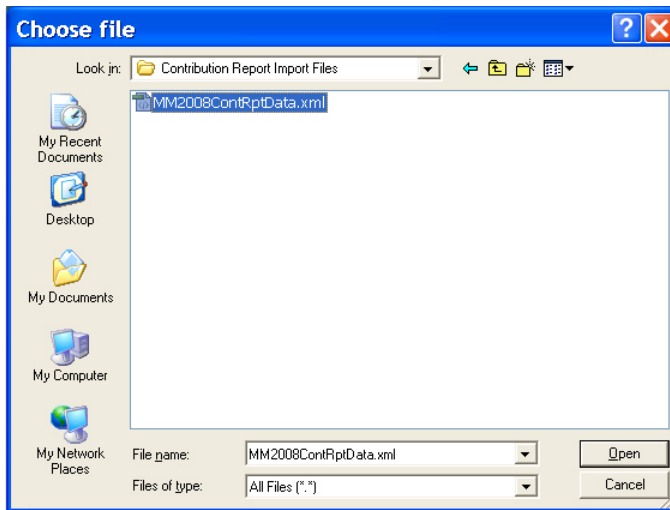 Choose file
Look in: Contribution Report Import Files
MM2008ContRptData.xml
My Recent
Documents
Desktop
My Documents
My Computer
My Network
Places
File name: MM2008ContRptData.xml Open
Files of type: All Files (*.*) Cancel